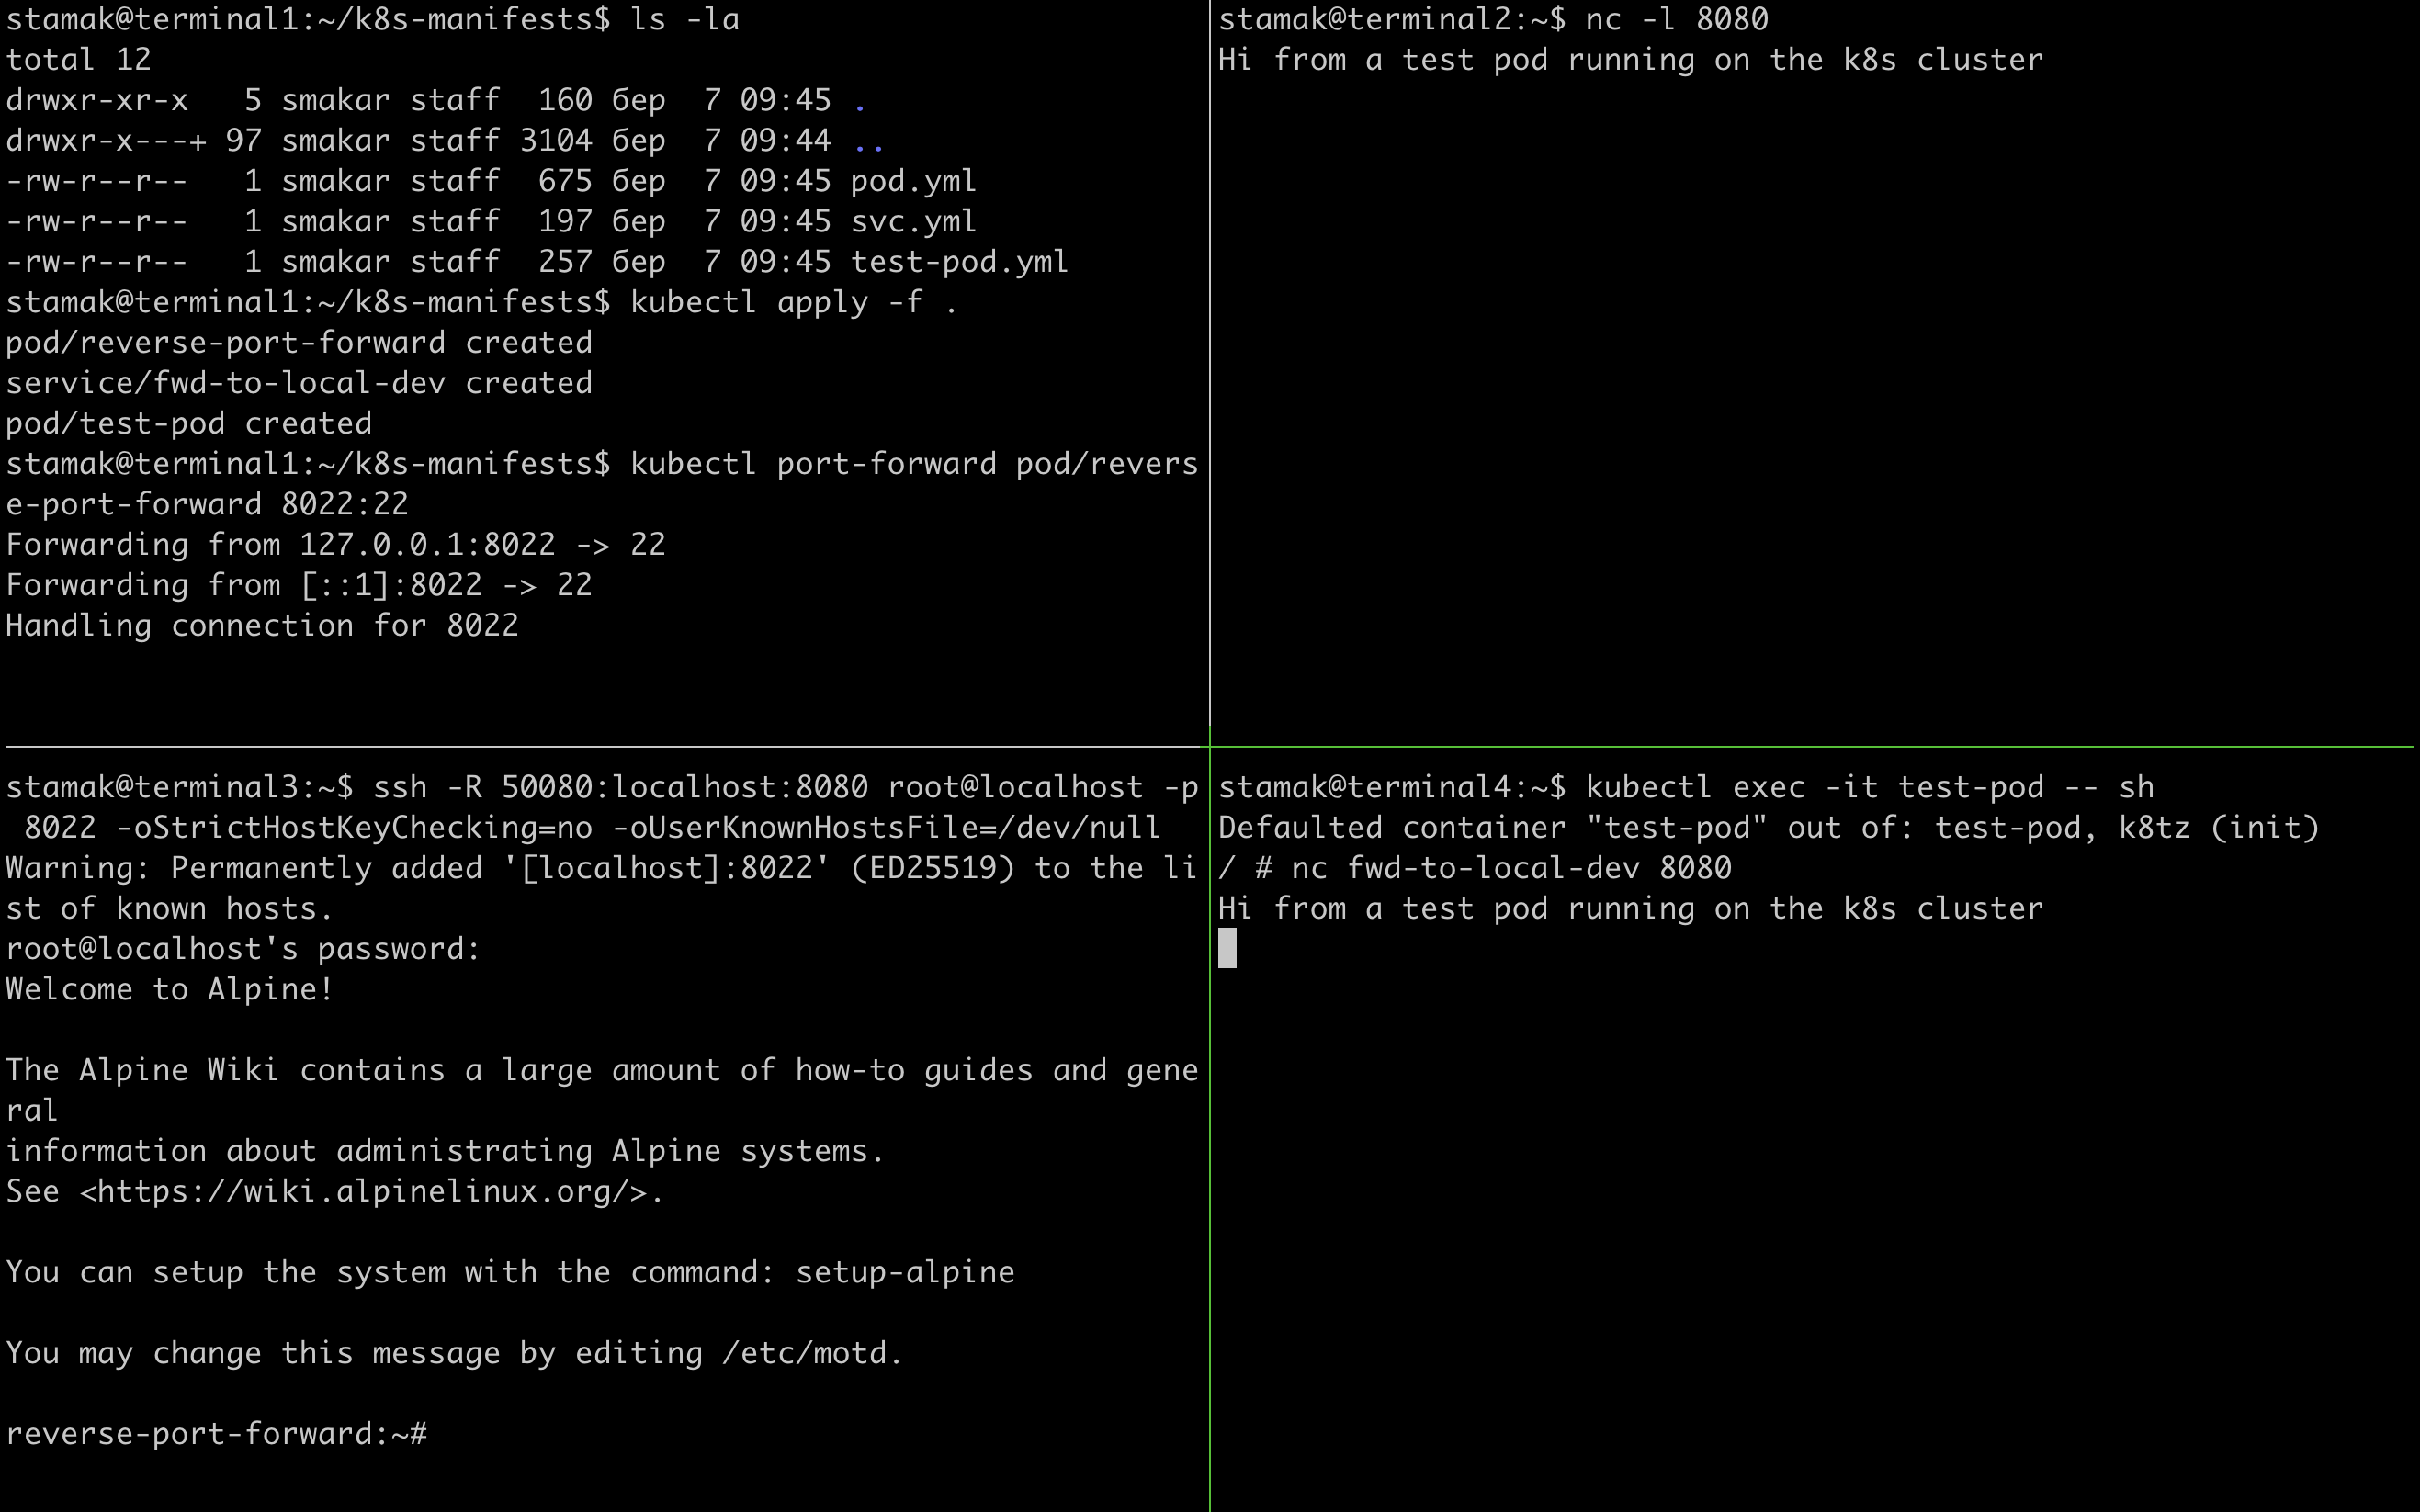 stamak@terminal1:~/k8s-manifests$ ls -la
total 12
drwxr-xr-x   5 smakar staff  160 бер  7 09:45 .
drwxr-x---+ 97 smakar staff 3104 бер  7 09:44 ..
-rw-r--r--   1 smakar staff  675 бер  7 09:45 pod.yml
-rw-r--r--   1 smakar staff  197 бер  7 09:45 svc.yml
-rw-r--r--   1 smakar staff  257 бер  7 09:45 test-pod.yml
stamak@terminal1:~/k8s-manifests$ kubectl apply -f .
pod/reverse-port-forward created
service/fwd-to-local-dev created
pod/test-pod created
stamak@terminal1:~/k8s-manifests$ kubectl port-forward pod/revers
e-port-forward 8022:22
Forwarding from 127.0.0.1:8022 -> 22
Forwarding from [::1]:8022 -> 22
Handling connection for 8022
stamak@terminal2:~$ nc -l 8080
Hi from a test pod running on the k8s cluster
stamak@terminal3:~$ ssh -R 50080:localhost:8080 root@localhost -p
 8022 -oStrictHostKeyChecking=no -oUserKnownHostsFile=/dev/null
Warning: Permanently added '[localhost]:8022' (ED25519) to the li
st of known hosts.
root@localhost's password:
Welcome to Alpine!
The Alpine Wiki contains a large amount of how-to guides and gene
ral
information about administrating Alpine systems.
See <https://wiki.alpinelinux.org/>.
You can setup the system with the command: setup-alpine
You may change this message by editing /etc/motd.
reverse-port-forward:~#
stamak@terminal4:~$ kubectl exec -it test-pod -- sh
Defaulted container "test-pod" out of: test-pod, k8tz (init)
/ # nc fwd-to-local-dev 8080
Hi from a test pod running on the k8s cluster